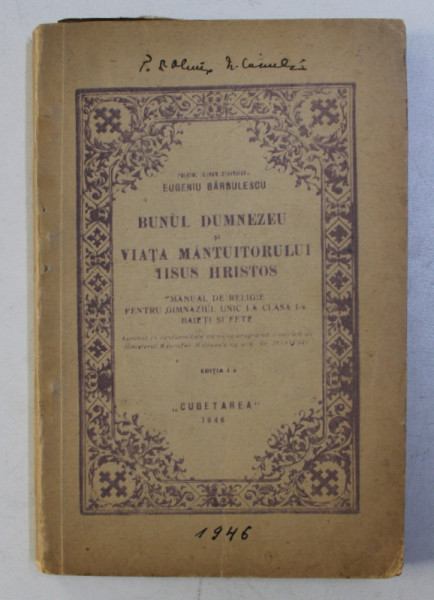 EUGENIU BĂRBULESCU
BUNUL DUMNEZEU
și
VIAȚA MÂNTUITORULUI
IISUS HRISTOS
MANUAL DE RELIGIE
PENTRU GIMNAZIUL UNIC LA CLASA I-a
BĂIEȚI ȘI FETE
EDIȚIA I-a
„CUGETAREA"
1946
1946